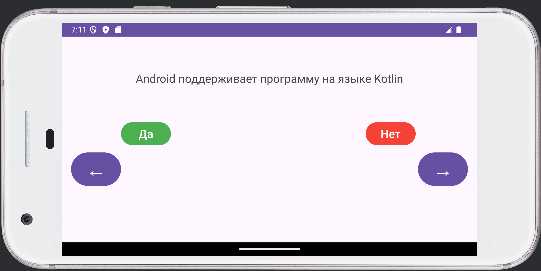 7:11
Android поддерживает программу на языке Kotlin
Да
Нет
← →